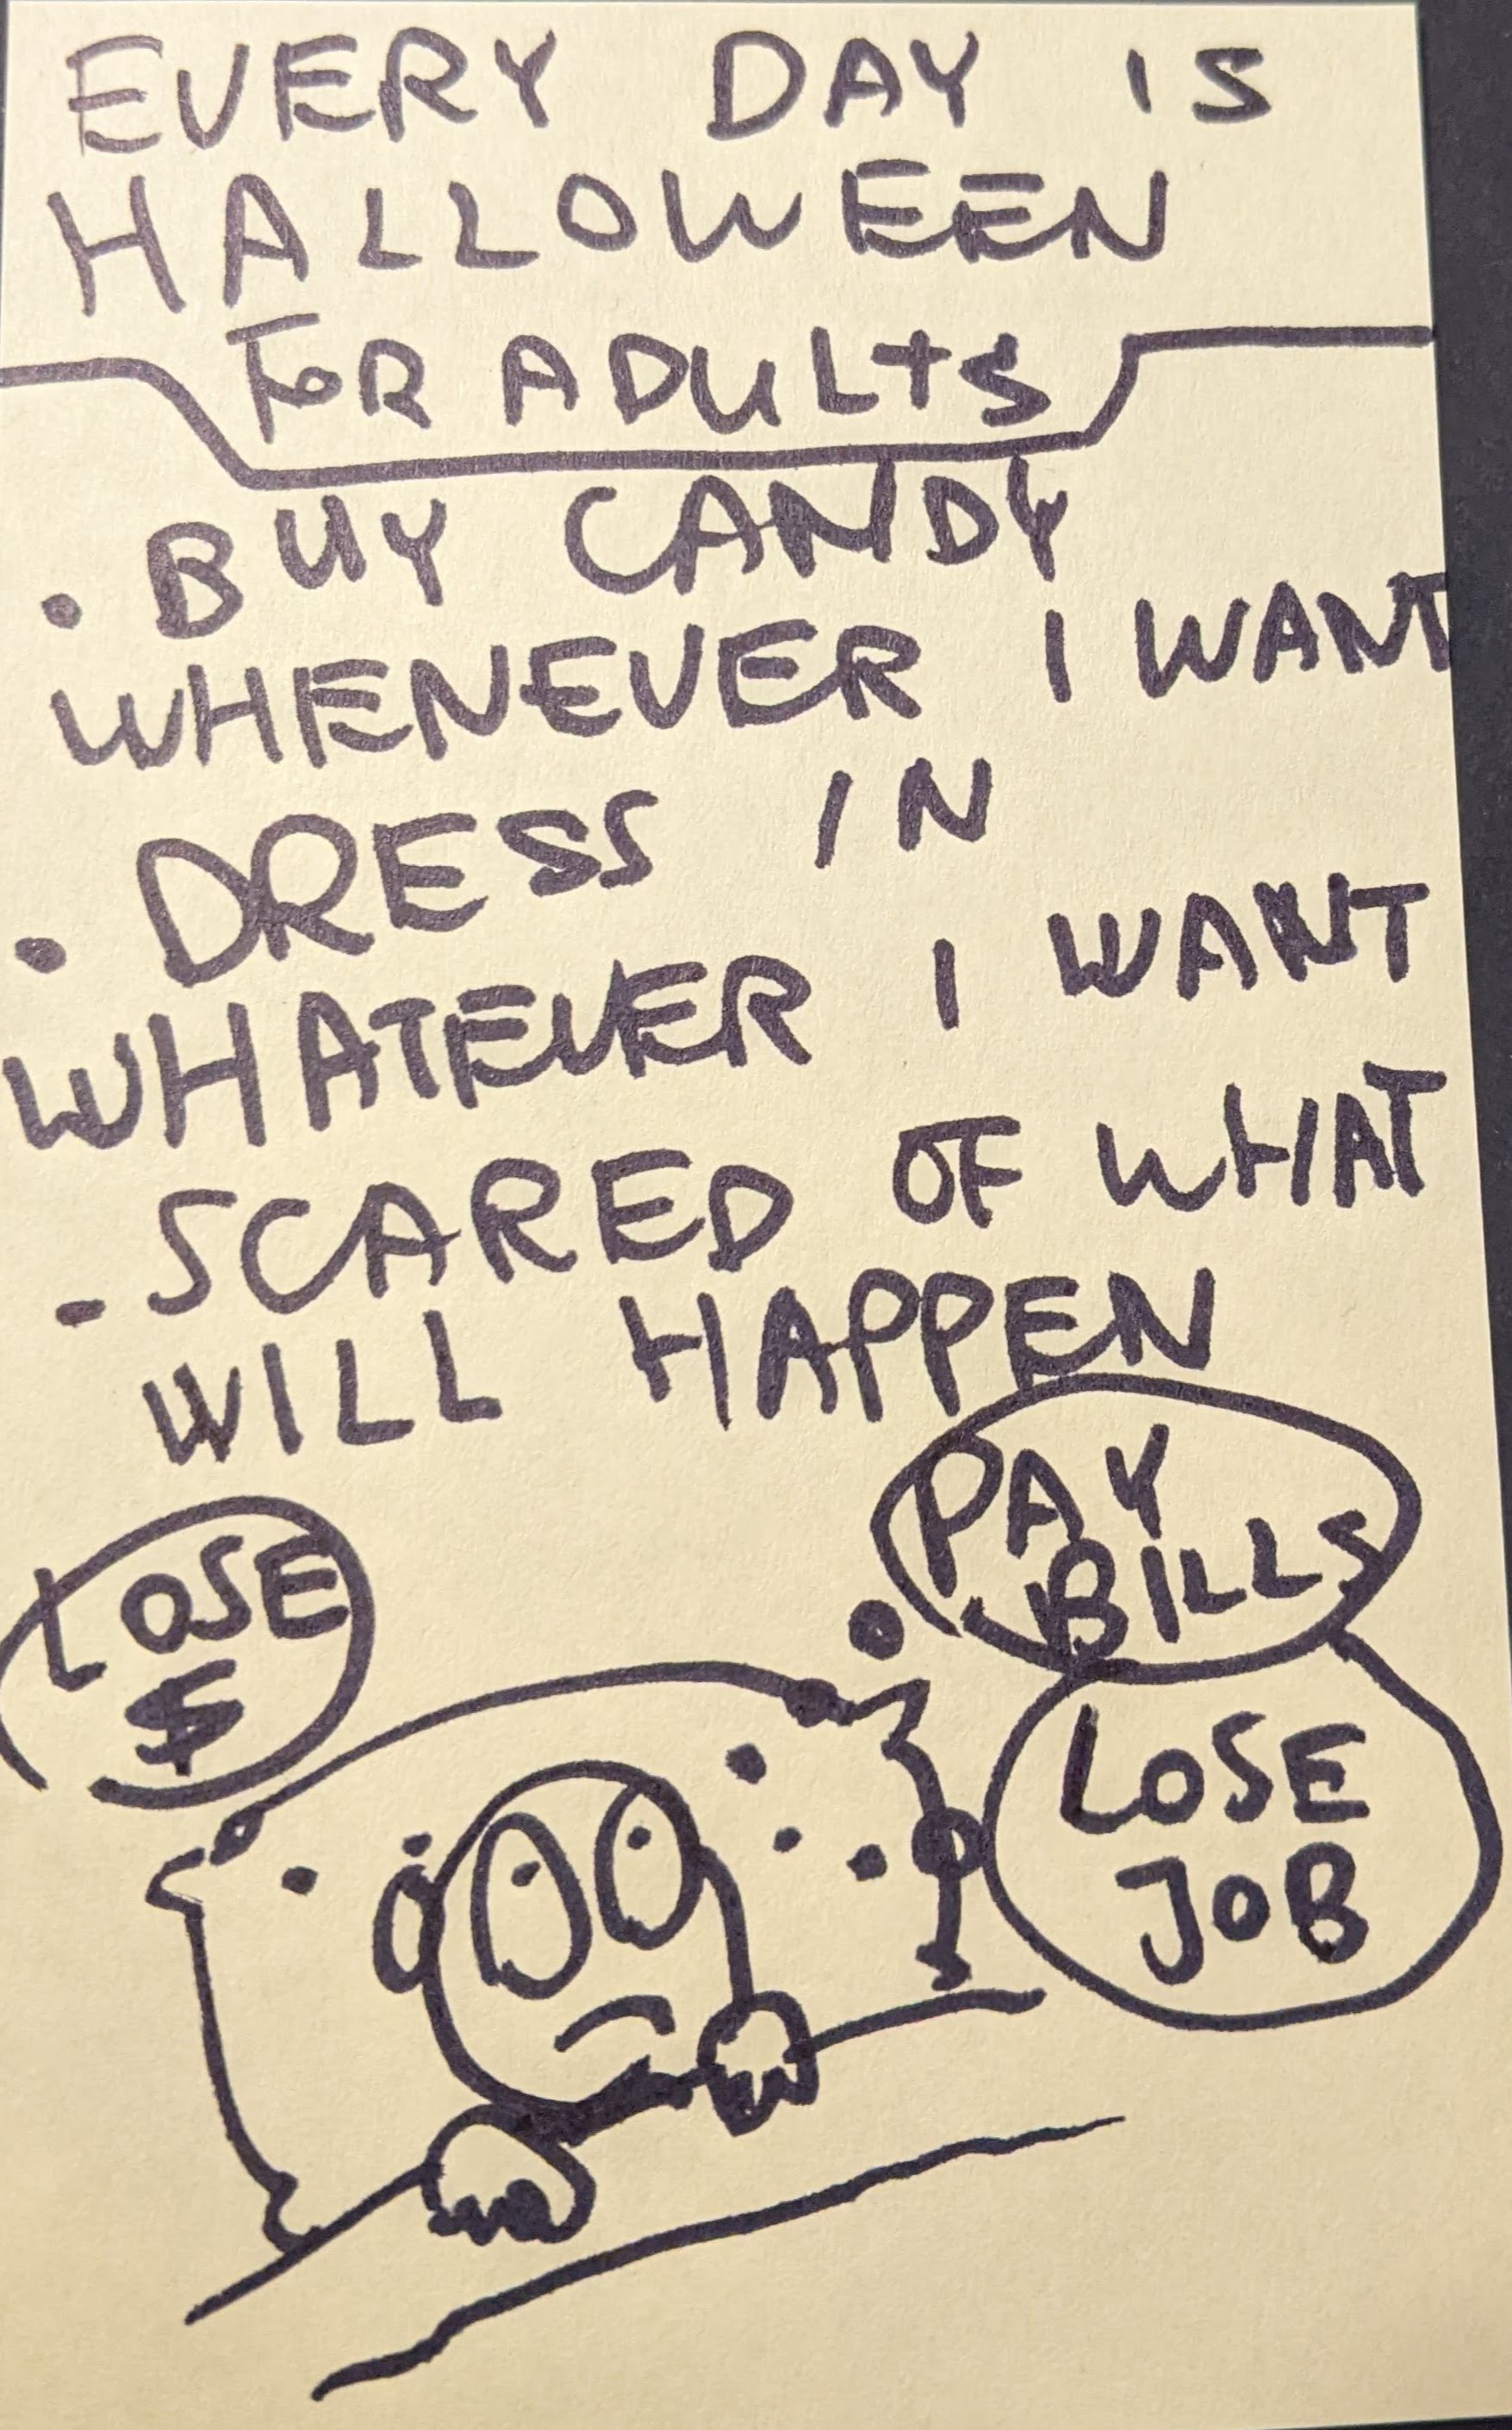 EVERY DAY IS
HALLOWEEN
FOR ADULTS
• BUY CANDY
WHENEVER I WANT
• DRESS IN
WHATEVER I WANT
- SCARED OF WHAT
WILL HAPPEN
PAY
BILLS
LOSE
$
LOSE
JOB